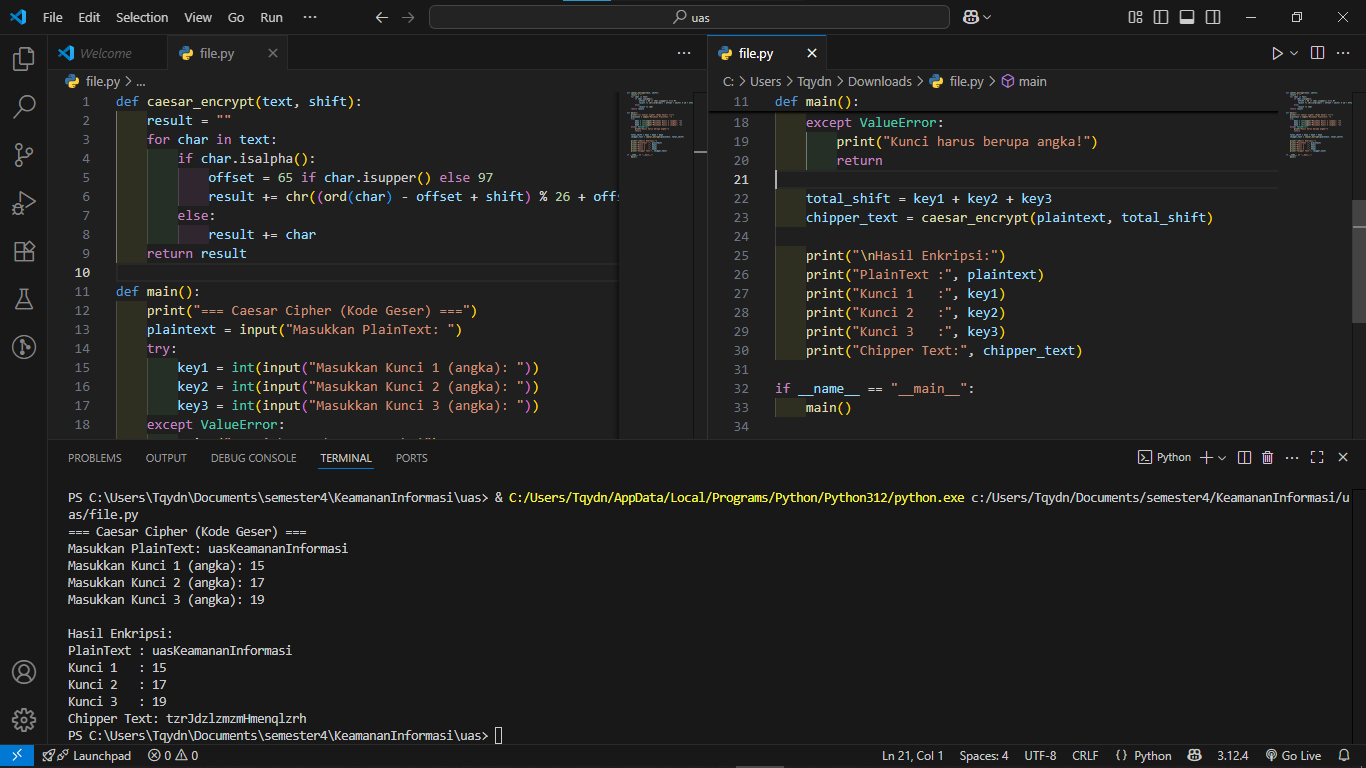 File Edit Selection View Go Run ··· uas
Welcome file.py ···
file.py > ...
1 def caesar_encrypt(text, shift):
2 result = ""
3 for char in text:
4 if char.isalpha():
5 offset = 65 if char.isupper() else 97
6 result += chr((ord(char) - offset + shift) % 26 + offs
7 else:
8 result += char
9 return result
10
11 def main():
12 print("=== Caesar Cipher (Kode Geser) ===")
13 plaintext = input("Masukkan PlainText: ")
14 try:
15 key1 = int(input("Masukkan Kunci 1 (angka): "))
16 key2 = int(input("Masukkan Kunci 2 (angka): "))
17 key3 = int(input("Masukkan Kunci 3 (angka): "))
18 except ValueError:
file.py
C: > Users > Tqydn > Downloads > file.py > main
11 def main():
18 except ValueError:
19 print("Kunci harus berupa angka!")
20 return
21
22 total_shift = key1 + key2 + key3
23 chipper_text = caesar_encrypt(plaintext, total_shift)
24
25 print("\nHasil Enkripsi:")
26 print("PlainText :", plaintext)
27 print("Kunci 1   :", key1)
28 print("Kunci 2   :", key2)
29 print("Kunci 3   :", key3)
30 print("Chipper Text:", chipper_text)
31
32 if __name__ == "__main__":
33 main()
34
PROBLEMS OUTPUT DEBUG CONSOLE TERMINAL PORTS Python
PS C:\Users\Tqydn\Documents\semester4\KeamananInformasi\uas> & C:/Users/Tqydn/AppData/Local/Programs/Python/Python312/python.exe c:/Users/Tqydn/Documents/semester4/KeamananInformasi/u
as/file.py
=== Caesar Cipher (Kode Geser) ===
Masukkan PlainText: uasKeamananInformasi
Masukkan Kunci 1 (angka): 15
Masukkan Kunci 2 (angka): 17
Masukkan Kunci 3 (angka): 19
Hasil Enkripsi:
PlainText : uasKeamananInformasi
Kunci 1   : 15
Kunci 2   : 17
Kunci 3   : 19
Chipper Text: tzrJdzlzmzmHmenqlzrh
PS C:\Users\Tqydn\Documents\semester4\KeamananInformasi\uas>
Launchpad 0 0 Ln 21, Col 1 Spaces: 4 UTF-8 CRLF {} Python 3.12.4 Go Live